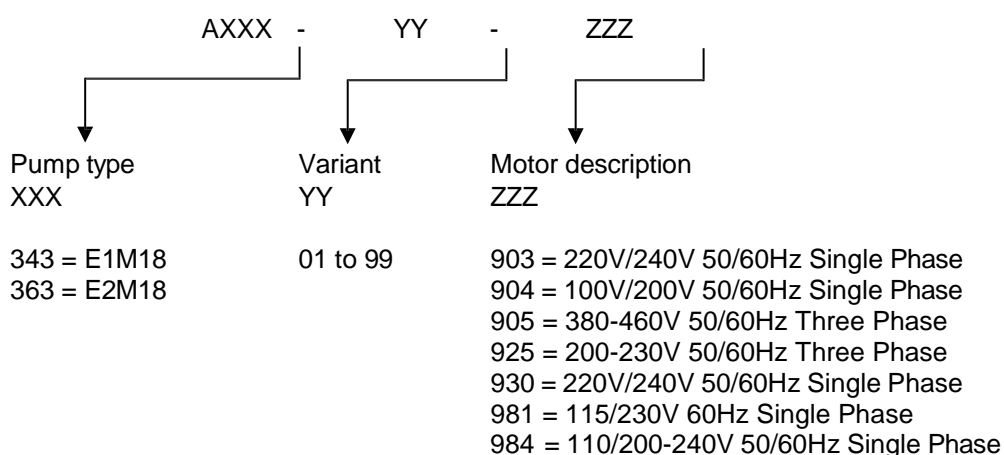 AXXX - YY - ZZZ
Pump type Variant Motor description
XXX YY ZZZ
343 = E1M18 01 to 99 903 = 220V/240V 50/60Hz Single Phase
363 = E2M18 904 = 100V/200V 50/60Hz Single Phase
905 = 380-460V 50/60Hz Three Phase
925 = 200-230V 50/60Hz Three Phase
930 = 220V/240V 50/60Hz Single Phase
981 = 115/230V 60Hz Single Phase
984 = 110/200-240V 50/60Hz Single Phase